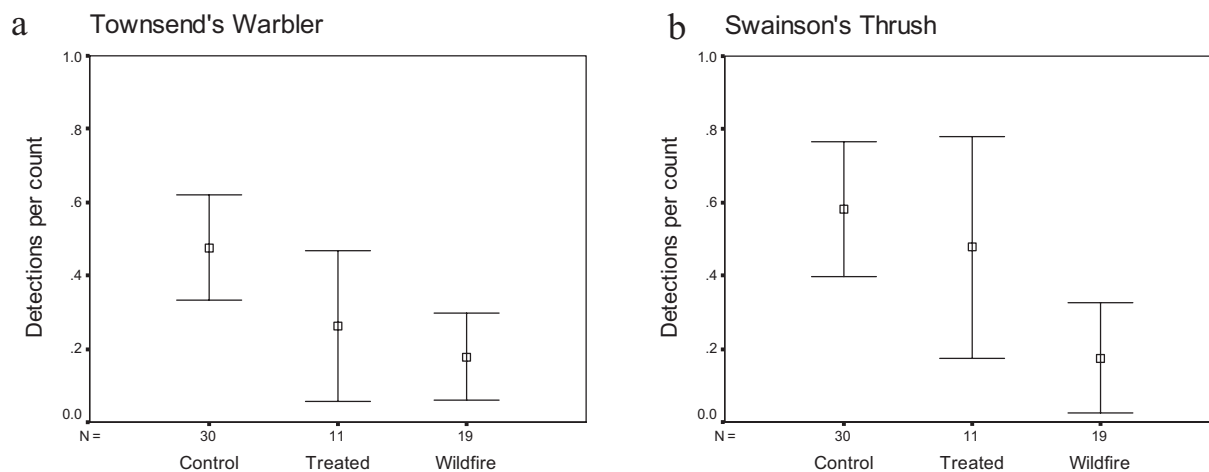 a Townsend's Warbler
Detections per count
1.0
.8
.6
.4
.2
0.0
N = 30 11 19
Control Treated Wildfire
b Swainson's Thrush
Detections per count
1.0
.8
.6
.4
.2
0.0
N = 30 11 19
Control Treated Wildfire